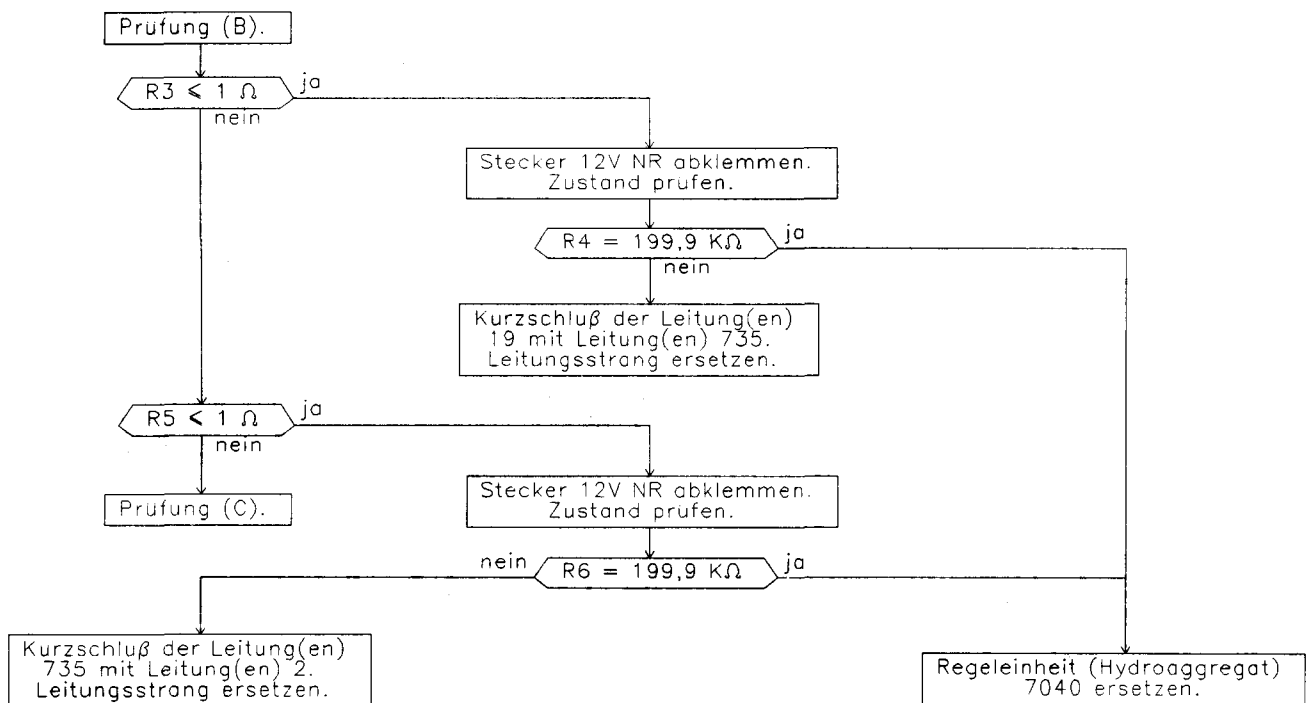 Prüfung (B).
R3 ⩽ 1 Ω
ja
nein
Stecker 12V NR abklemmen.
Zustand prüfen.
R4 = 199,9 KΩ
ja
nein
Kurzschluβ der Leitung(en)
19 mit Leitung(en) 735.
Leitungsstrang ersetzen.
R5 ⩽ 1 Ω
ja
nein
Prüfung (C).
Stecker 12V NR abklemmen.
Zustand prüfen.
nein
R6 = 199,9 KΩ
ja
Kurzschluβ der Leitung(en)
735 mit Leitung(en) 2.
Leitungsstrang ersetzen.
Regeleinheit (Hydroaggregat)
7040 ersetzen.